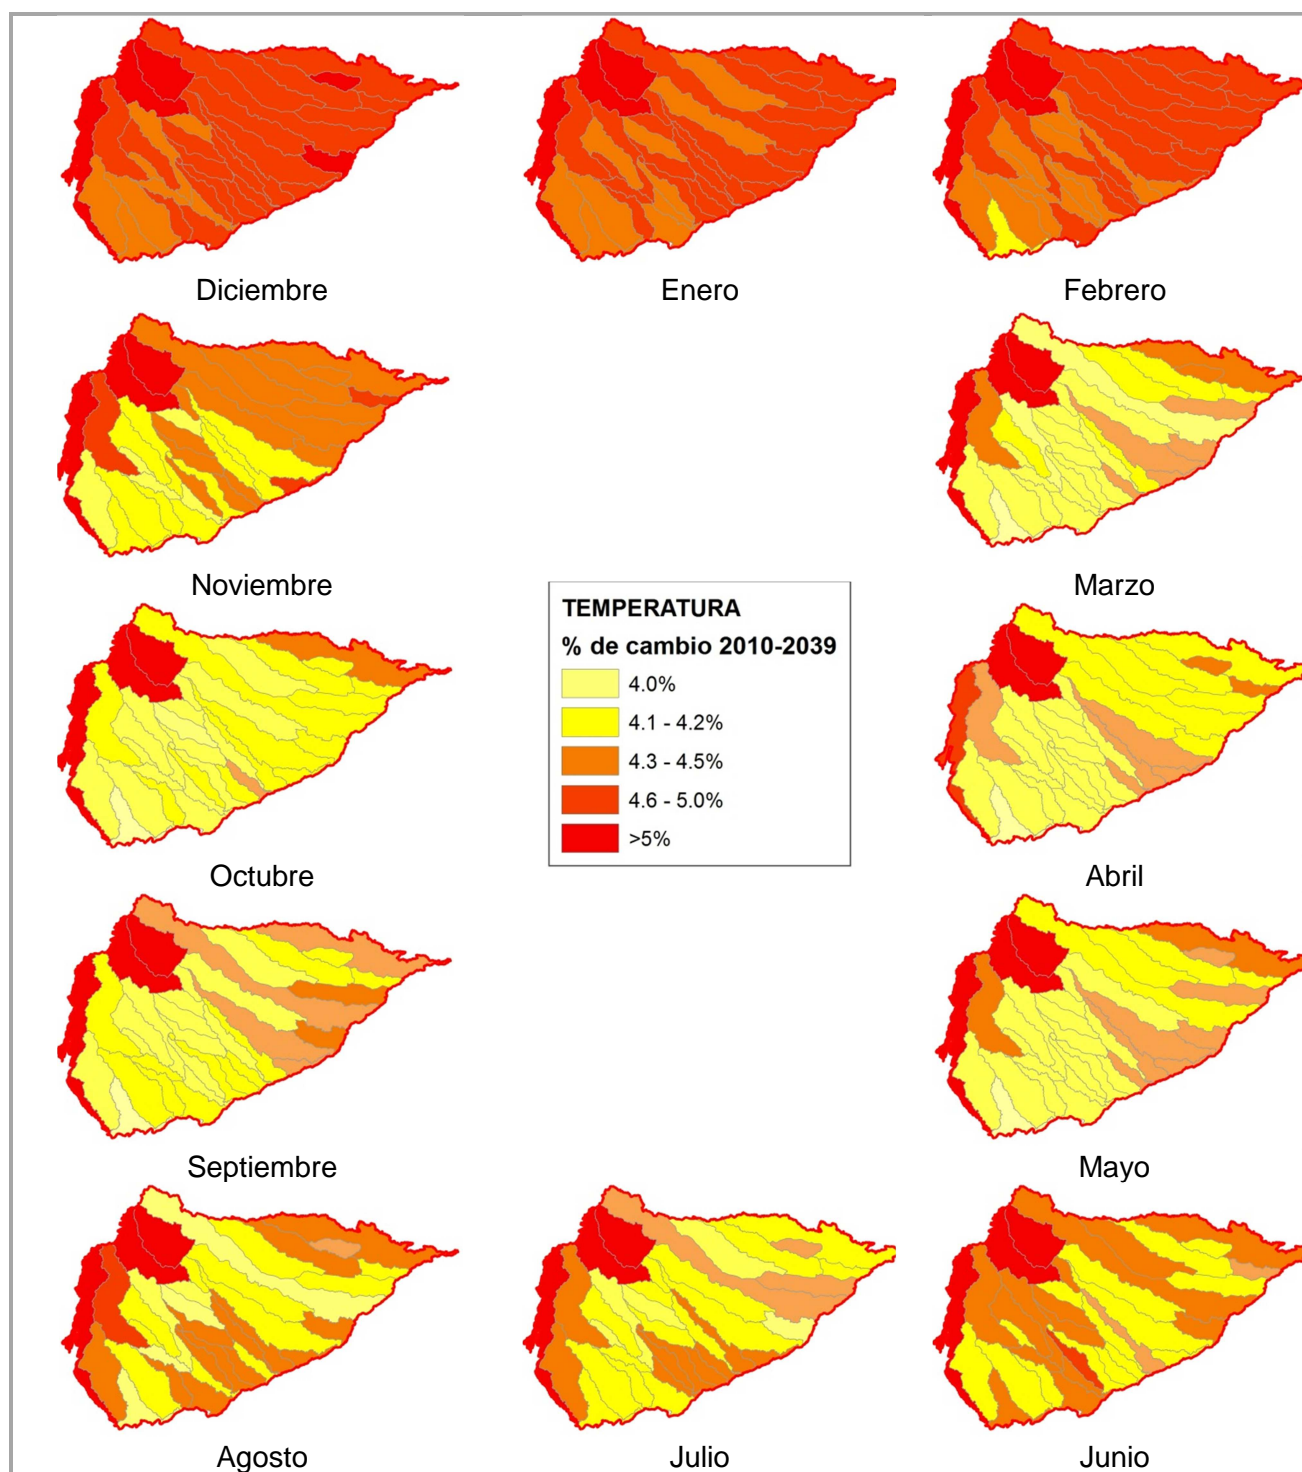 Diciembre
Enero
Febrero
Noviembre
Marzo
TEMPERATURA
% de cambio 2010-2039
4.0%
4.1 - 4.2%
4.3 - 4.5%
4.6 - 5.0%
>5%
Octubre
Abril
Septiembre
Mayo
Agosto
Julio
Junio